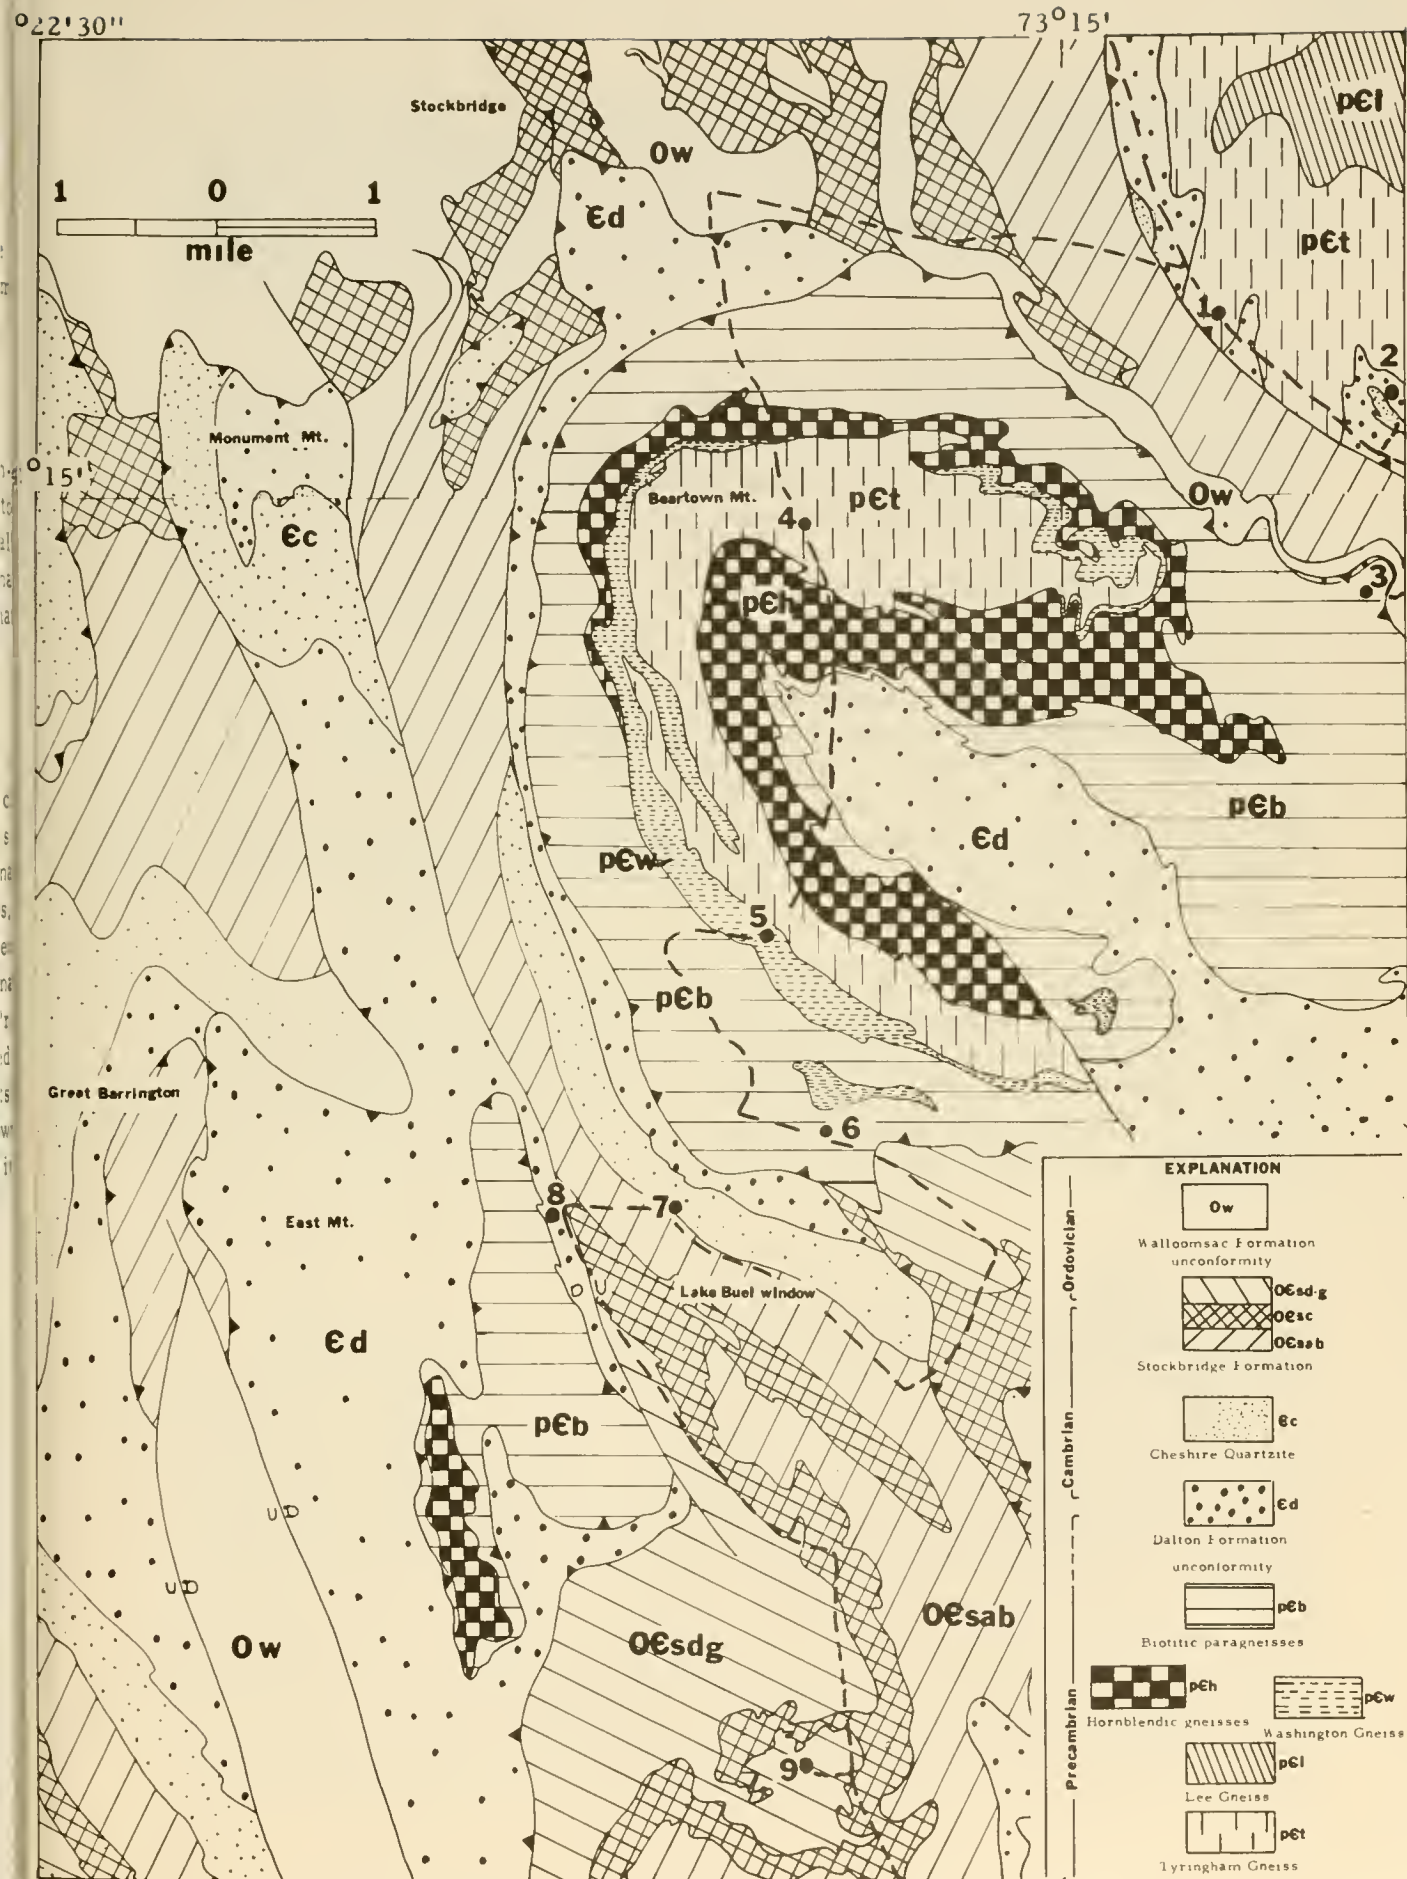 °22'30"
73°15'
Stockbridge
Ow
pЄl
1 0 1
mile
Єd
pЄt
1
2
Monument Mt.
°15'
Beartown Mt.
pЄt
4
Ow
Єc
3
pЄh
pЄb
Єd
pЄw
5
pЄb
Great Barrington
6
8
7
East Mt.
D
U
Lake Buel window
Єd
pЄb
U D
U D
Ow
OЄsdg
OЄsab
9
EXPLANATION
Ow
Walloomsac Formation
unconformity
OЄsd-g
OЄsc
OЄsab
Stockbridge Formation
Єc
Cheshire Quartzite
Єd
Dalton Formation
unconformity
pЄb
Biotitic paragneisses
pЄh
pЄw
Hornblendic gneisses
Washington Gneiss
pЄl
Lee Gneiss
pЄt
Tyringham Gneiss
Ordovician
Cambrian
Precambrian